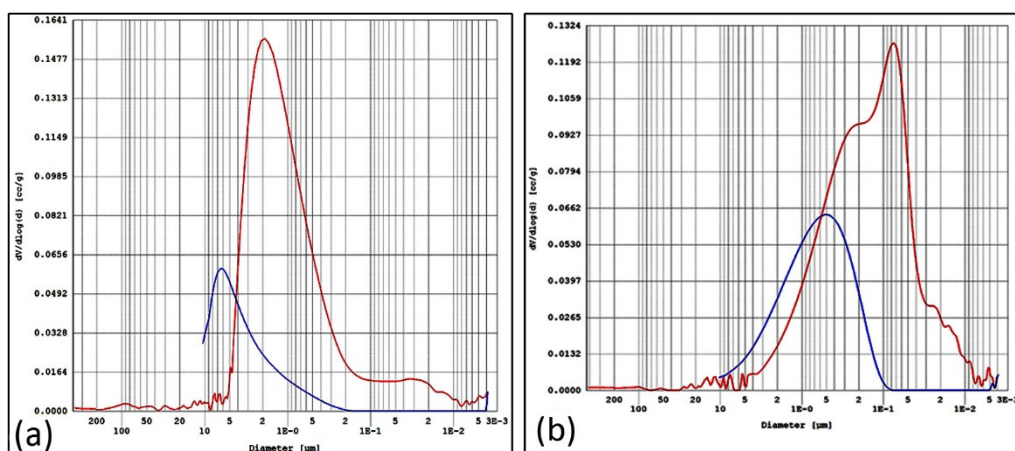 0.1641
0.1477
0.1313
0.1149
0.0985
0.0821
0.0656
0.0492
0.0328
0.0164
0.0000
dV/dlog(d) [cc/g]
200 100 50 20 10 5 2 1E-0 5 2 1E-1 5 2 1E-2 5 3E-3
Diameter [µm]
(a)
0.1324
0.1192
0.1059
0.0927
0.0794
0.0662
0.0530
0.0397
0.0265
0.0132
0.0000
dV/dlog(d) [cc/g]
200 100 50 20 10 5 2 1E-0 5 2 1E-1 5 2 1E-2 5 3E-3
Diameter [µm]
(b)